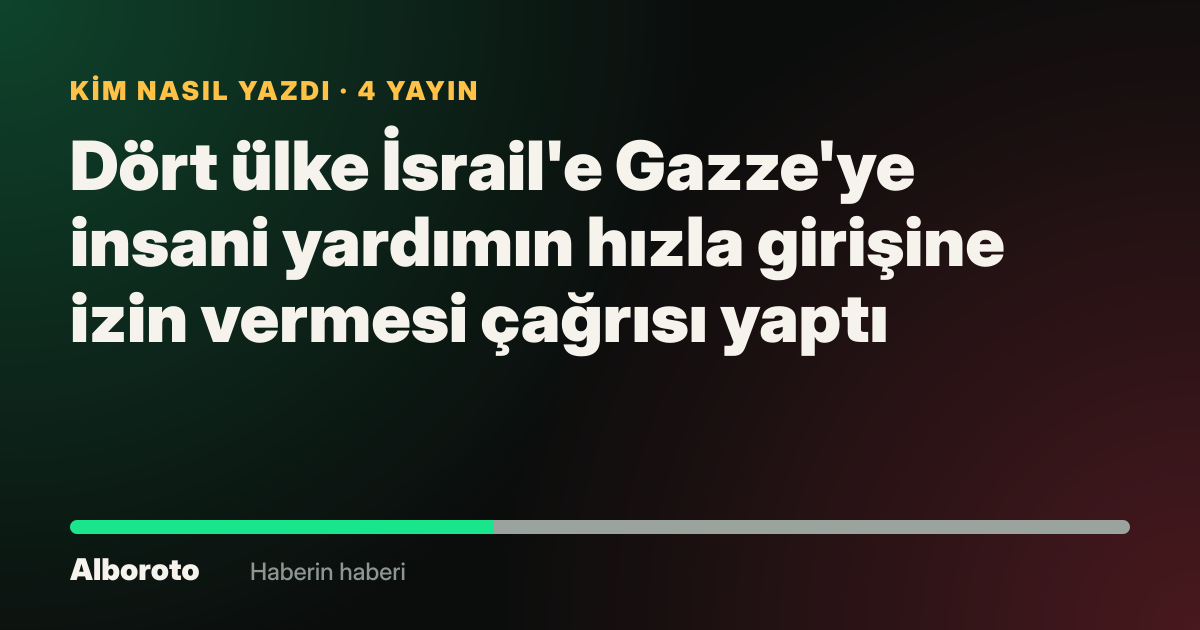 KİM NASIL YAZDI · 4 YAYIN
Dört ülke İsrail'e Gazze'ye
insani yardımın hızla girişine
izin vermesi çağrısı yaptı
Alboroto
Haberin haberi